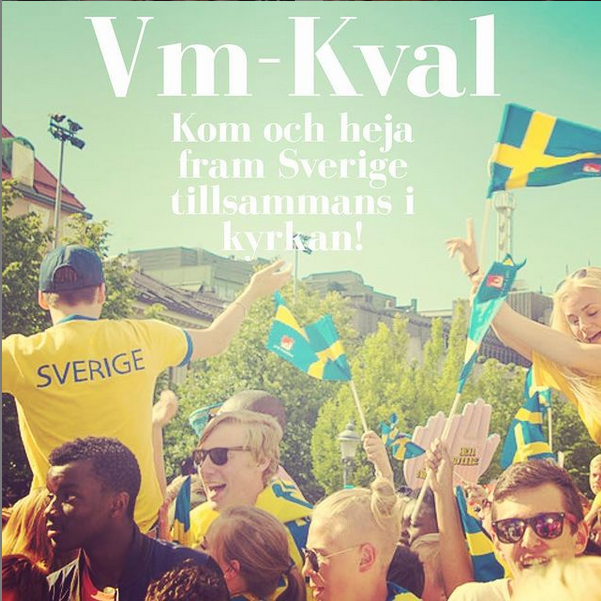 Vm-Kval
Kom och heja
fram Sverige
tillsammans i
kyrkan!
SVERIGE